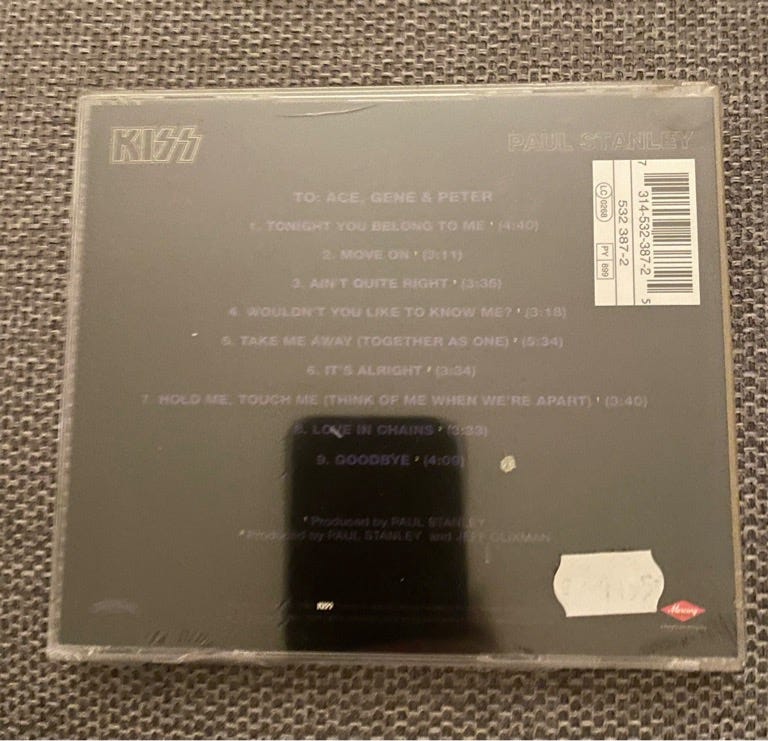 KISS
PAUL STANLEY
TO: ACE, GENE & PETER
1. TONIGHT YOU BELONG TO ME * (4:40)
2. MOVE ON * (3:11)
3. AIN'T QUITE RIGHT * (3:35)
4. WOULDN'T YOU LIKE TO KNOW ME? * (3:18)
5. TAKE ME AWAY (TOGETHER AS ONE) * (5:34)
6. IT'S ALRIGHT * (3:34)
7. HOLD ME, TOUCH ME (THINK OF ME WHEN WE'RE APART) * (3:40)
8. LOVE IN CHAINS * (3:33)
9. GOODBYE * (4:09)
* Produced by PAUL STANLEY
* Produced by PAUL STANLEY and JEFF GLIXMAN
7 314-532-387-2 5
532 387-2
LC 0268
PY 899
KISS
Mercury